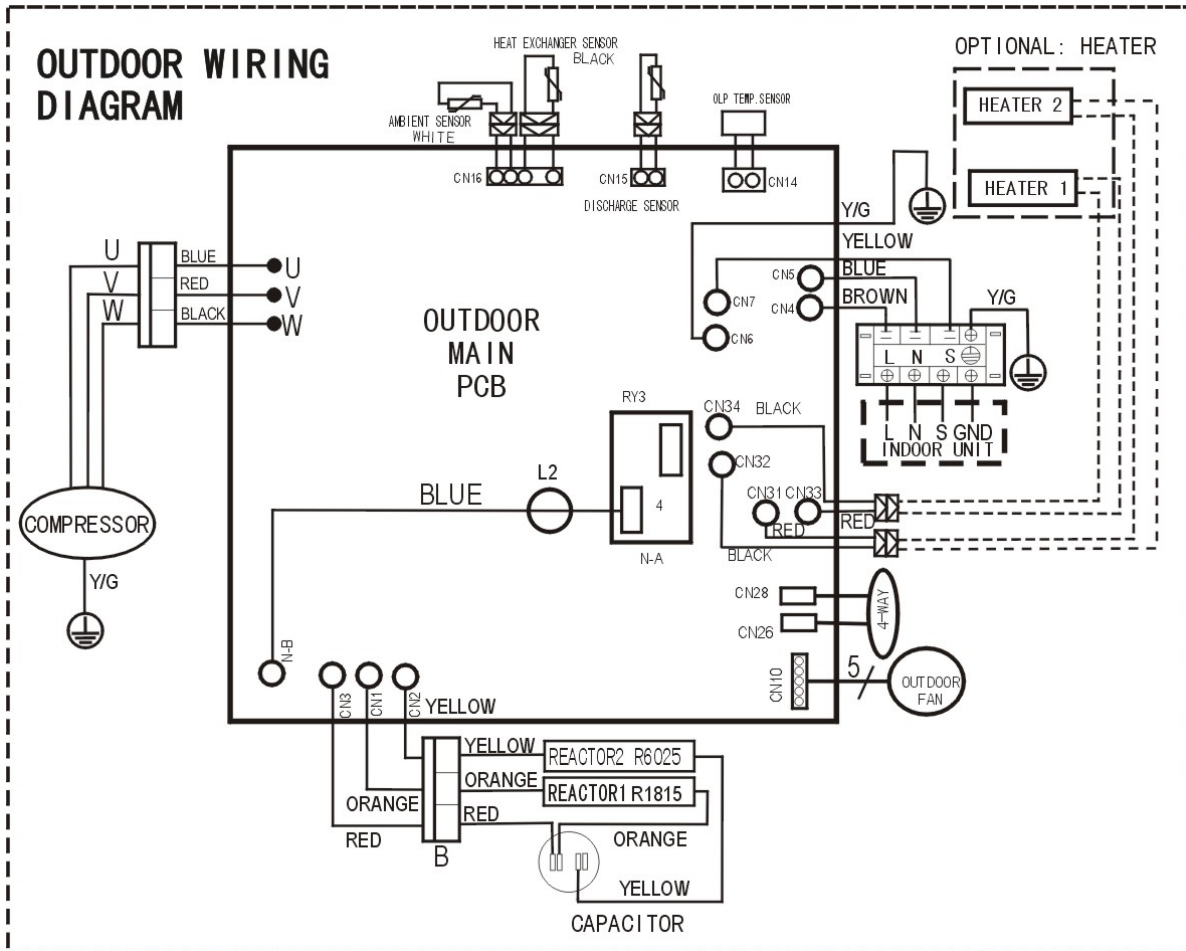 OUTDOOR WIRING
DIAGRAM
HEAT EXCHANGER SENSOR
BLACK
AMBIENT SENSOR
WHITE
OLP TEMP.SENSOR
OPTIONAL: HEATER
HEATER 2
HEATER 1
CN16
CN15
CN14
DISCHARGE SENSOR
Y/G
YELLOW
BLUE
BROWN
CN5
CN4
CN7
CN6
Y/G
L N S
L N S GND
INDOOR UNIT
U
V
W
BLUE
RED
BLACK
U
V
W
OUTDOOR
MAIN
PCB
RY3
4
N-A
L2
BLUE
CN34
BLACK
CN32
CN31
CN33
RED
RED
BLACK
COMPRESSOR
Y/G
CN28
CN26
4-WAY
CN10
5
OUTDOOR
FAN
N-B
CN3
CN1
CN2
YELLOW
YELLOW
REACTOR2 R6025
ORANGE
REACTOR1 R1815
ORANGE
RED
RED
B
ORANGE
YELLOW
CAPACITOR